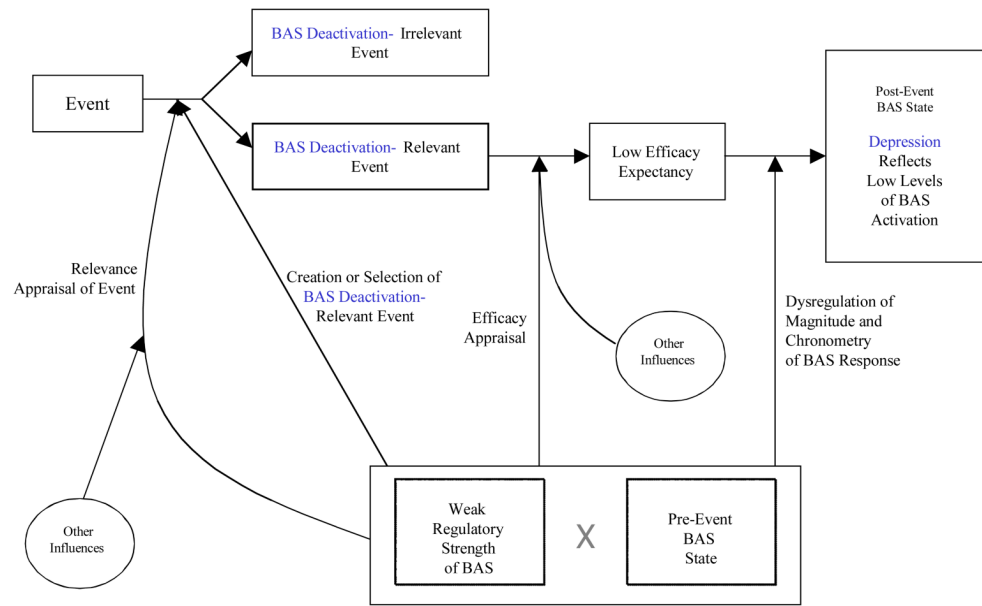 BAS Deactivation- Irrelevant
Event
Event
BAS Deactivation- Relevant
Event
Low Efficacy
Expectancy
Post-Event
BAS State
Depression
Reflects
Low Levels
of BAS
Activation
Relevance
Appraisal of Event
Creation or Selection of
BAS Deactivation-
Relevant Event
Efficacy
Appraisal
Other
Influences
Dysregulation of
Magnitude and
Chronometry
of BAS Response
Other
Influences
Weak
Regulatory
Strength
of BAS
X
Pre-Event
BAS
State